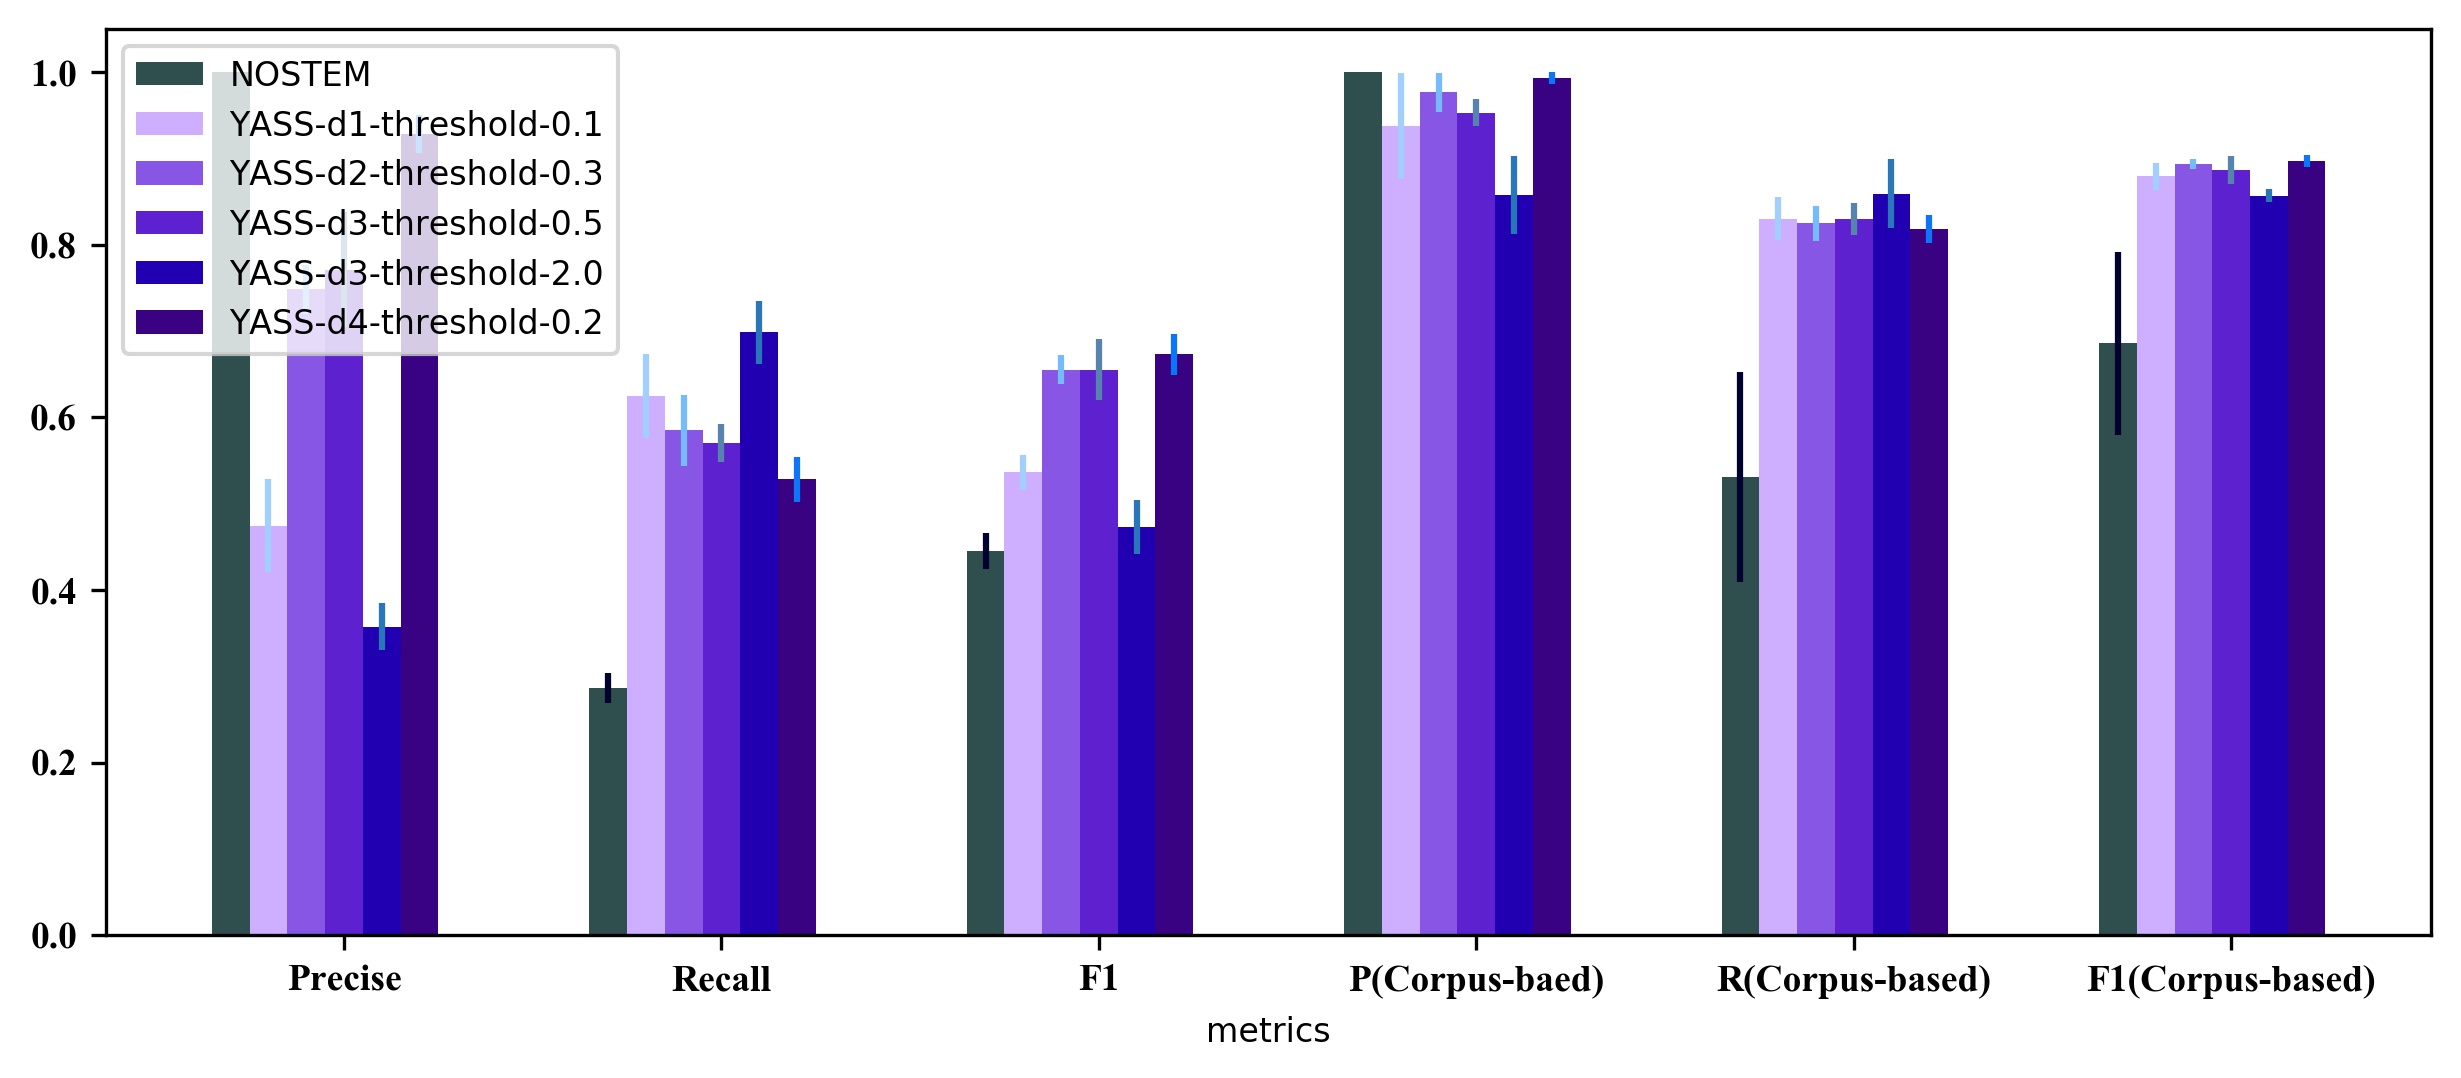 NOSTEM
YASS-d1-threshold-0.1
YASS-d2-threshold-0.3
YASS-d3-threshold-0.5
YASS-d3-threshold-2.0
YASS-d4-threshold-0.2
1.0
0.8
0.6
0.4
0.2
0.0
Precise Recall F1 P(Corpus-baed) R(Corpus-based) F1(Corpus-based)
metrics